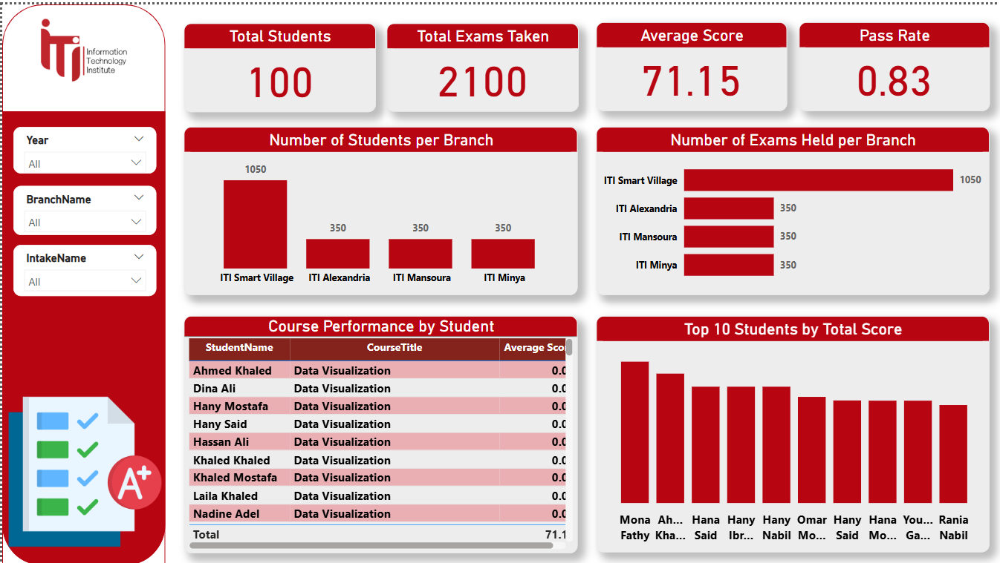 iTi
Information
Technology
Institute
Year
All
BranchName
All
IntakeName
All
A+
Total Students
100
Total Exams Taken
2100
Average Score
71.15
Pass Rate
0.83
Number of Students per Branch
1050
350
350
350
ITI Smart Village ITI Alexandria ITI Mansoura ITI Minya
Number of Exams Held per Branch
ITI Smart Village 1050
ITI Alexandria 350
ITI Mansoura 350
ITI Minya 350
Course Performance by Student
StudentName CourseTitle Average Scor
Ahmed Khaled Data Visualization 0.0
Dina Ali Data Visualization 0.0
Hany Mostafa Data Visualization 0.0
Hany Said Data Visualization 0.0
Hassan Ali Data Visualization 0.0
Khaled Khaled Data Visualization 0.0
Khaled Mostafa Data Visualization 0.0
Laila Khaled Data Visualization 0.0
Nadine Adel Data Visualization 0.0
Total 71.1
Top 10 Students by Total Score
Mona Ah... Hana Hany Hany Omar Hany Hana You... Rania
Fathy Kha... Said Ibr... Nabil Mo... Said Mo... Ga... Nabil